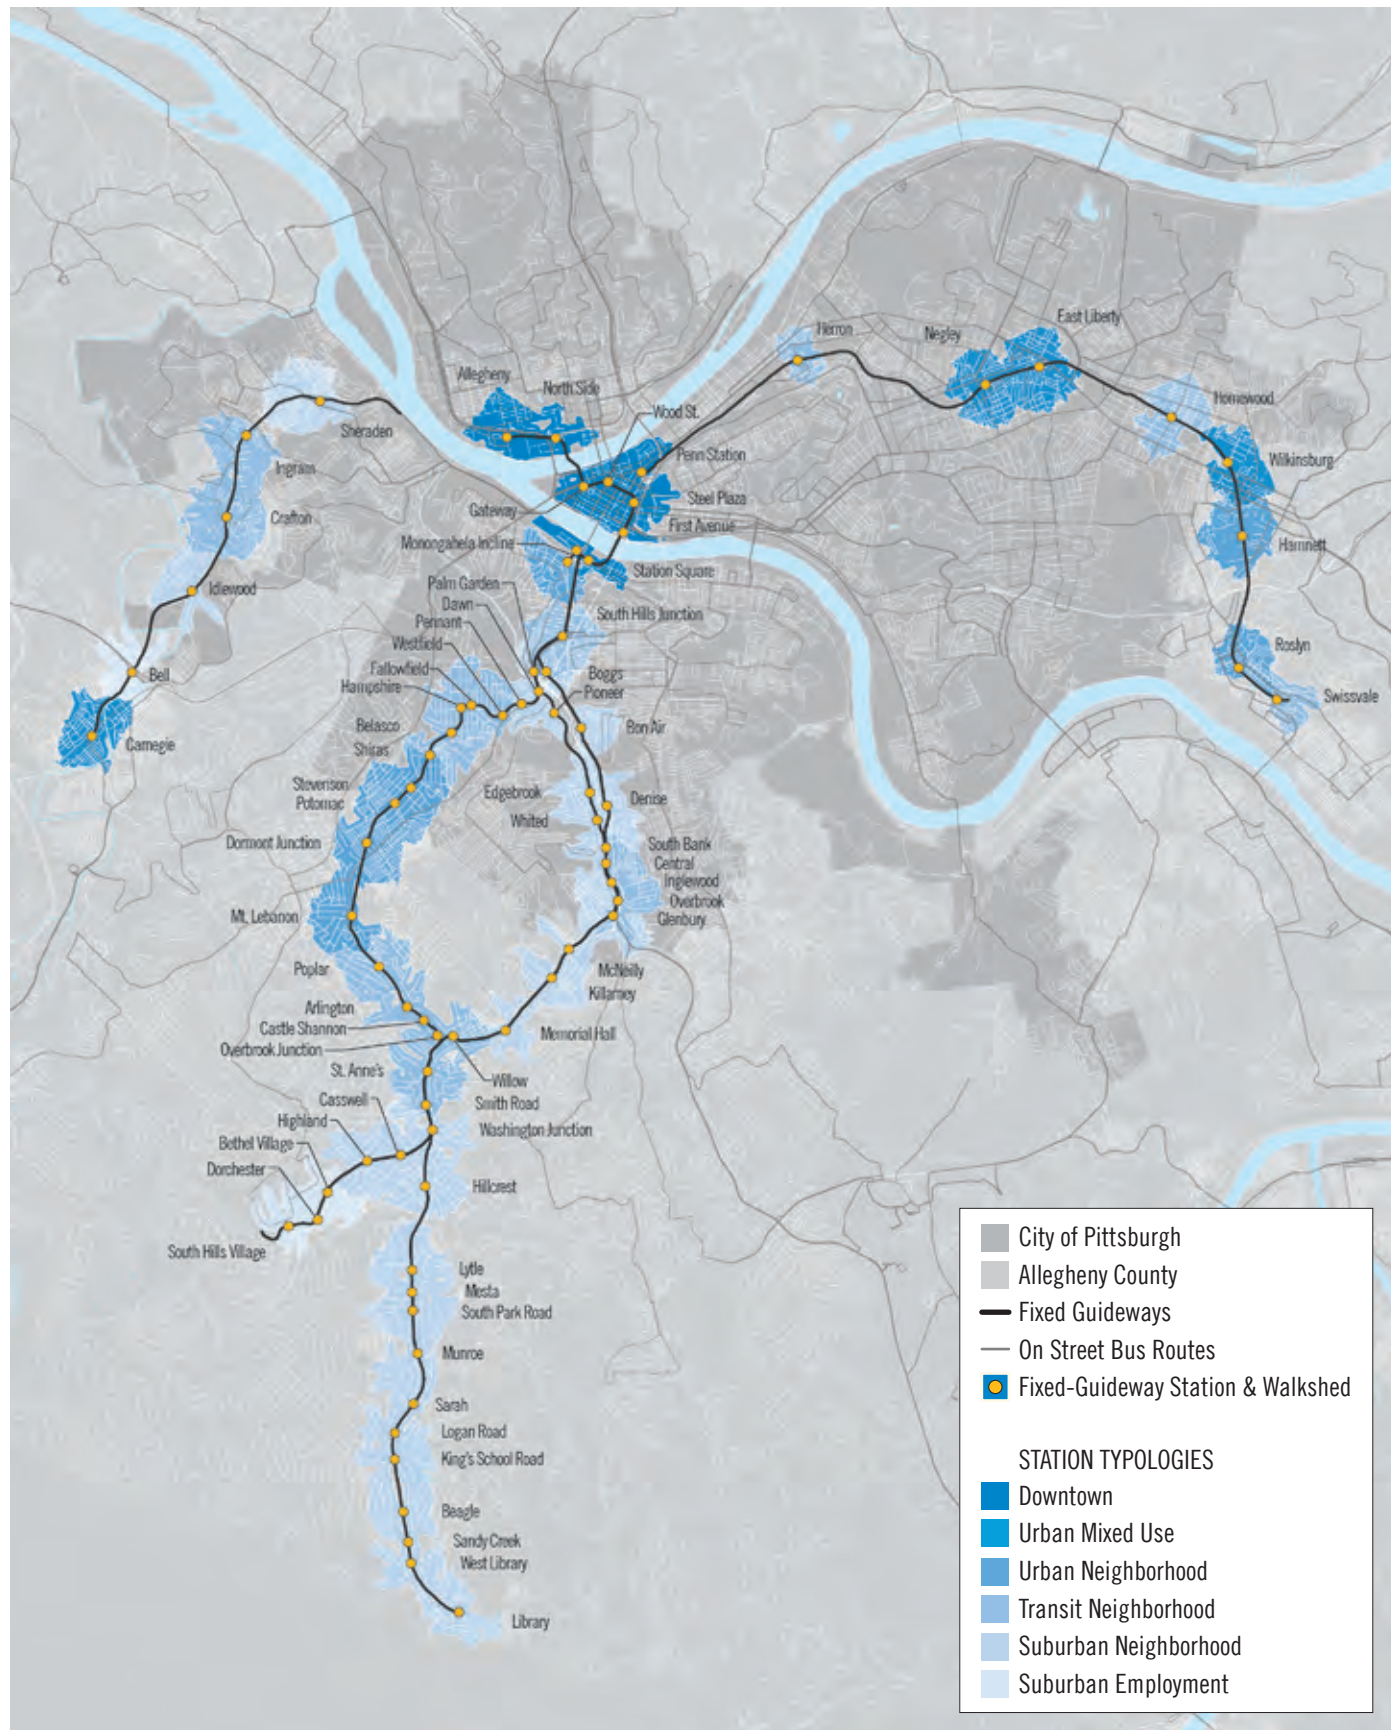 Herron
Negley
East Liberty
Allegheny
North Side
Wood St.
Homewood
Sheraden
Penn Station
Wilkinsburg
Ingram
Steel Plaza
Gateway
Crafton
First Avenue
Monongahela Incline
Hamnett
Station Square
Palm Garden
Idlewood
Dawn
South Hills Junction
Pennant
Westfield
Roslyn
Fallowfield
Bell
Boggs
Hampshire
Pioneer
Swissvale
Belasco
Bon Air
Carnegie
Shiras
Stevenson
Edgebrook
Denise
Potomac
Whited
Dormont Junction
South Bank
Central
Inglewood
Overbrook
Mt. Lebanon
Glenbury
Poplar
McNeilly
Killarney
Arlington
Castle Shannon
Memorial Hall
Overbrook Junction
St. Anne's
Willow
Casswell
Smith Road
Highland
Washington Junction
Bethel Village
Dorchester
Hillcrest
South Hills Village
Lytle
Mesta
South Park Road
Munroe
Sarah
Logan Road
King's School Road
Beagle
Sandy Creek
West Library
Library
City of Pittsburgh
Allegheny County
Fixed Guideways
On Street Bus Routes
Fixed-Guideway Station & Walkshed
STATION TYPOLOGIES
Downtown
Urban Mixed Use
Urban Neighborhood
Transit Neighborhood
Suburban Neighborhood
Suburban Employment